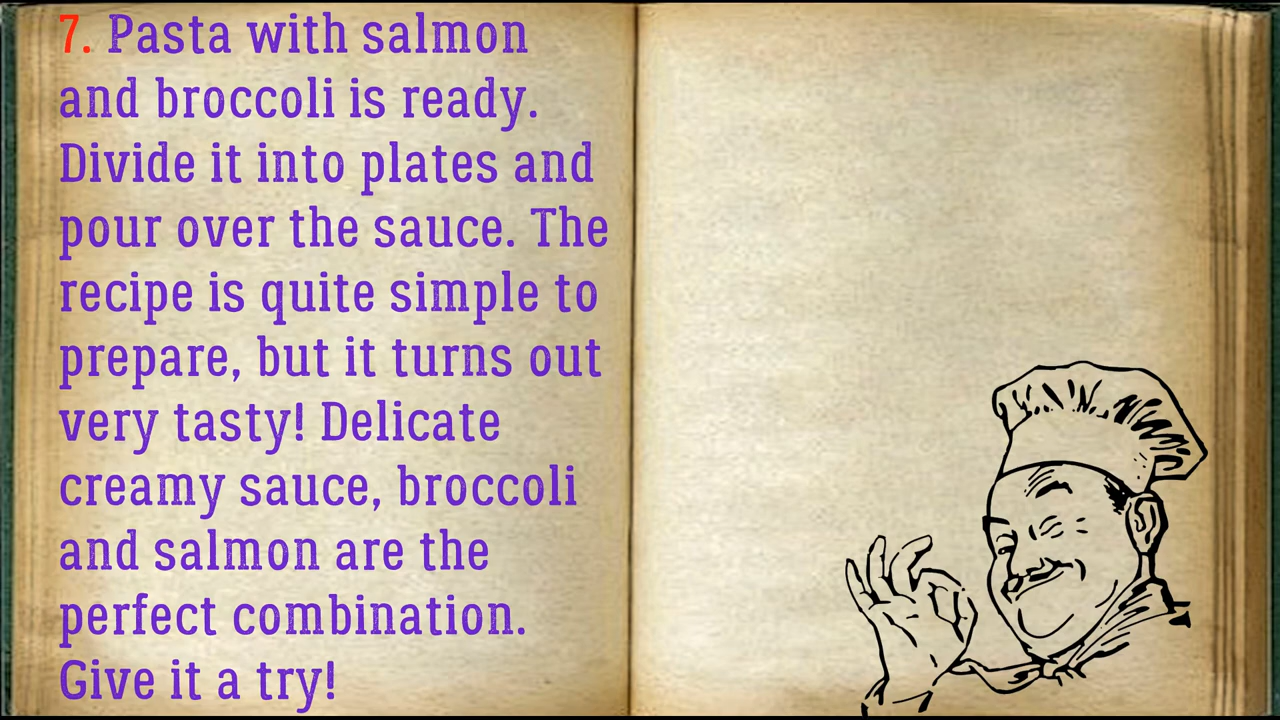 7. Pasta with salmon
and broccoli is ready.
Divide it into plates and
pour over the sauce. The
recipe is quite simple to
prepare, but it turns out
very tasty! Delicate
creamy sauce, broccoli
and salmon are the
perfect combination.
Give it a try!